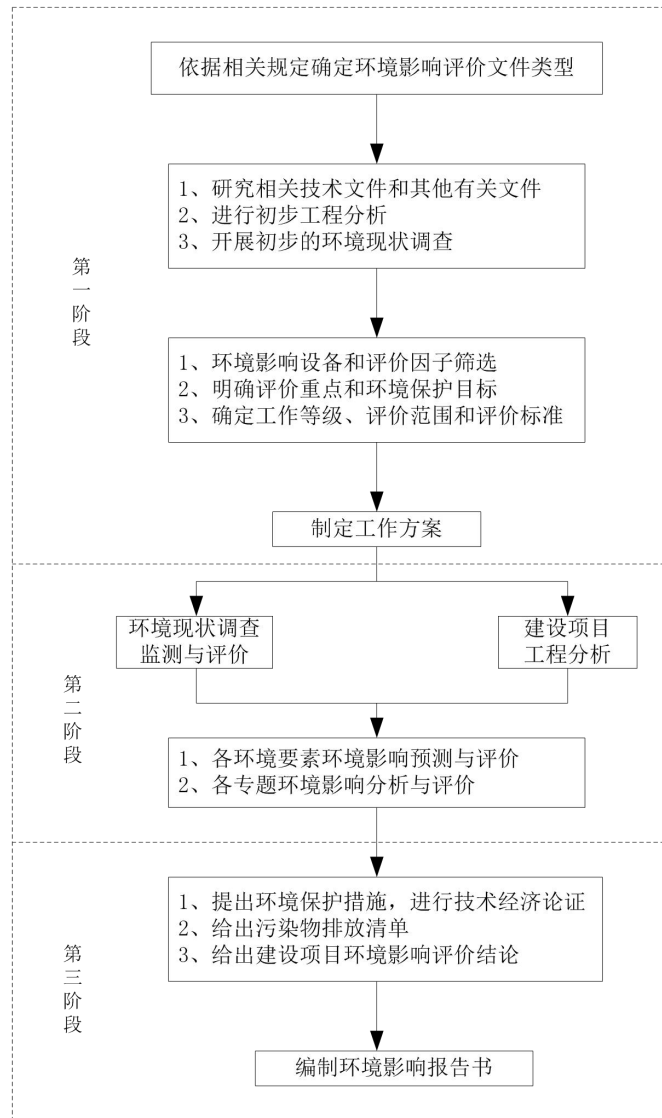 依据相关规定确定环境影响评价文件类型
1、研究相关技术文件和其他有关文件
2、进行初步工程分析
3、开展初步的环境现状调查
第一阶段
1、环境影响设备和评价因子筛选
2、明确评价重点和环境保护目标
3、确定工作等级、评价范围和评价标准
制定工作方案
环境现状调查
监测与评价
建设项目
工程分析
第二阶段
1、各环境要素环境影响预测与评价
2、各专题环境影响分析与评价
1、提出环境保护措施，进行技术经济论证
2、给出污染物排放清单
3、给出建设项目环境影响评价结论
第三阶段
编制环境影响报告书